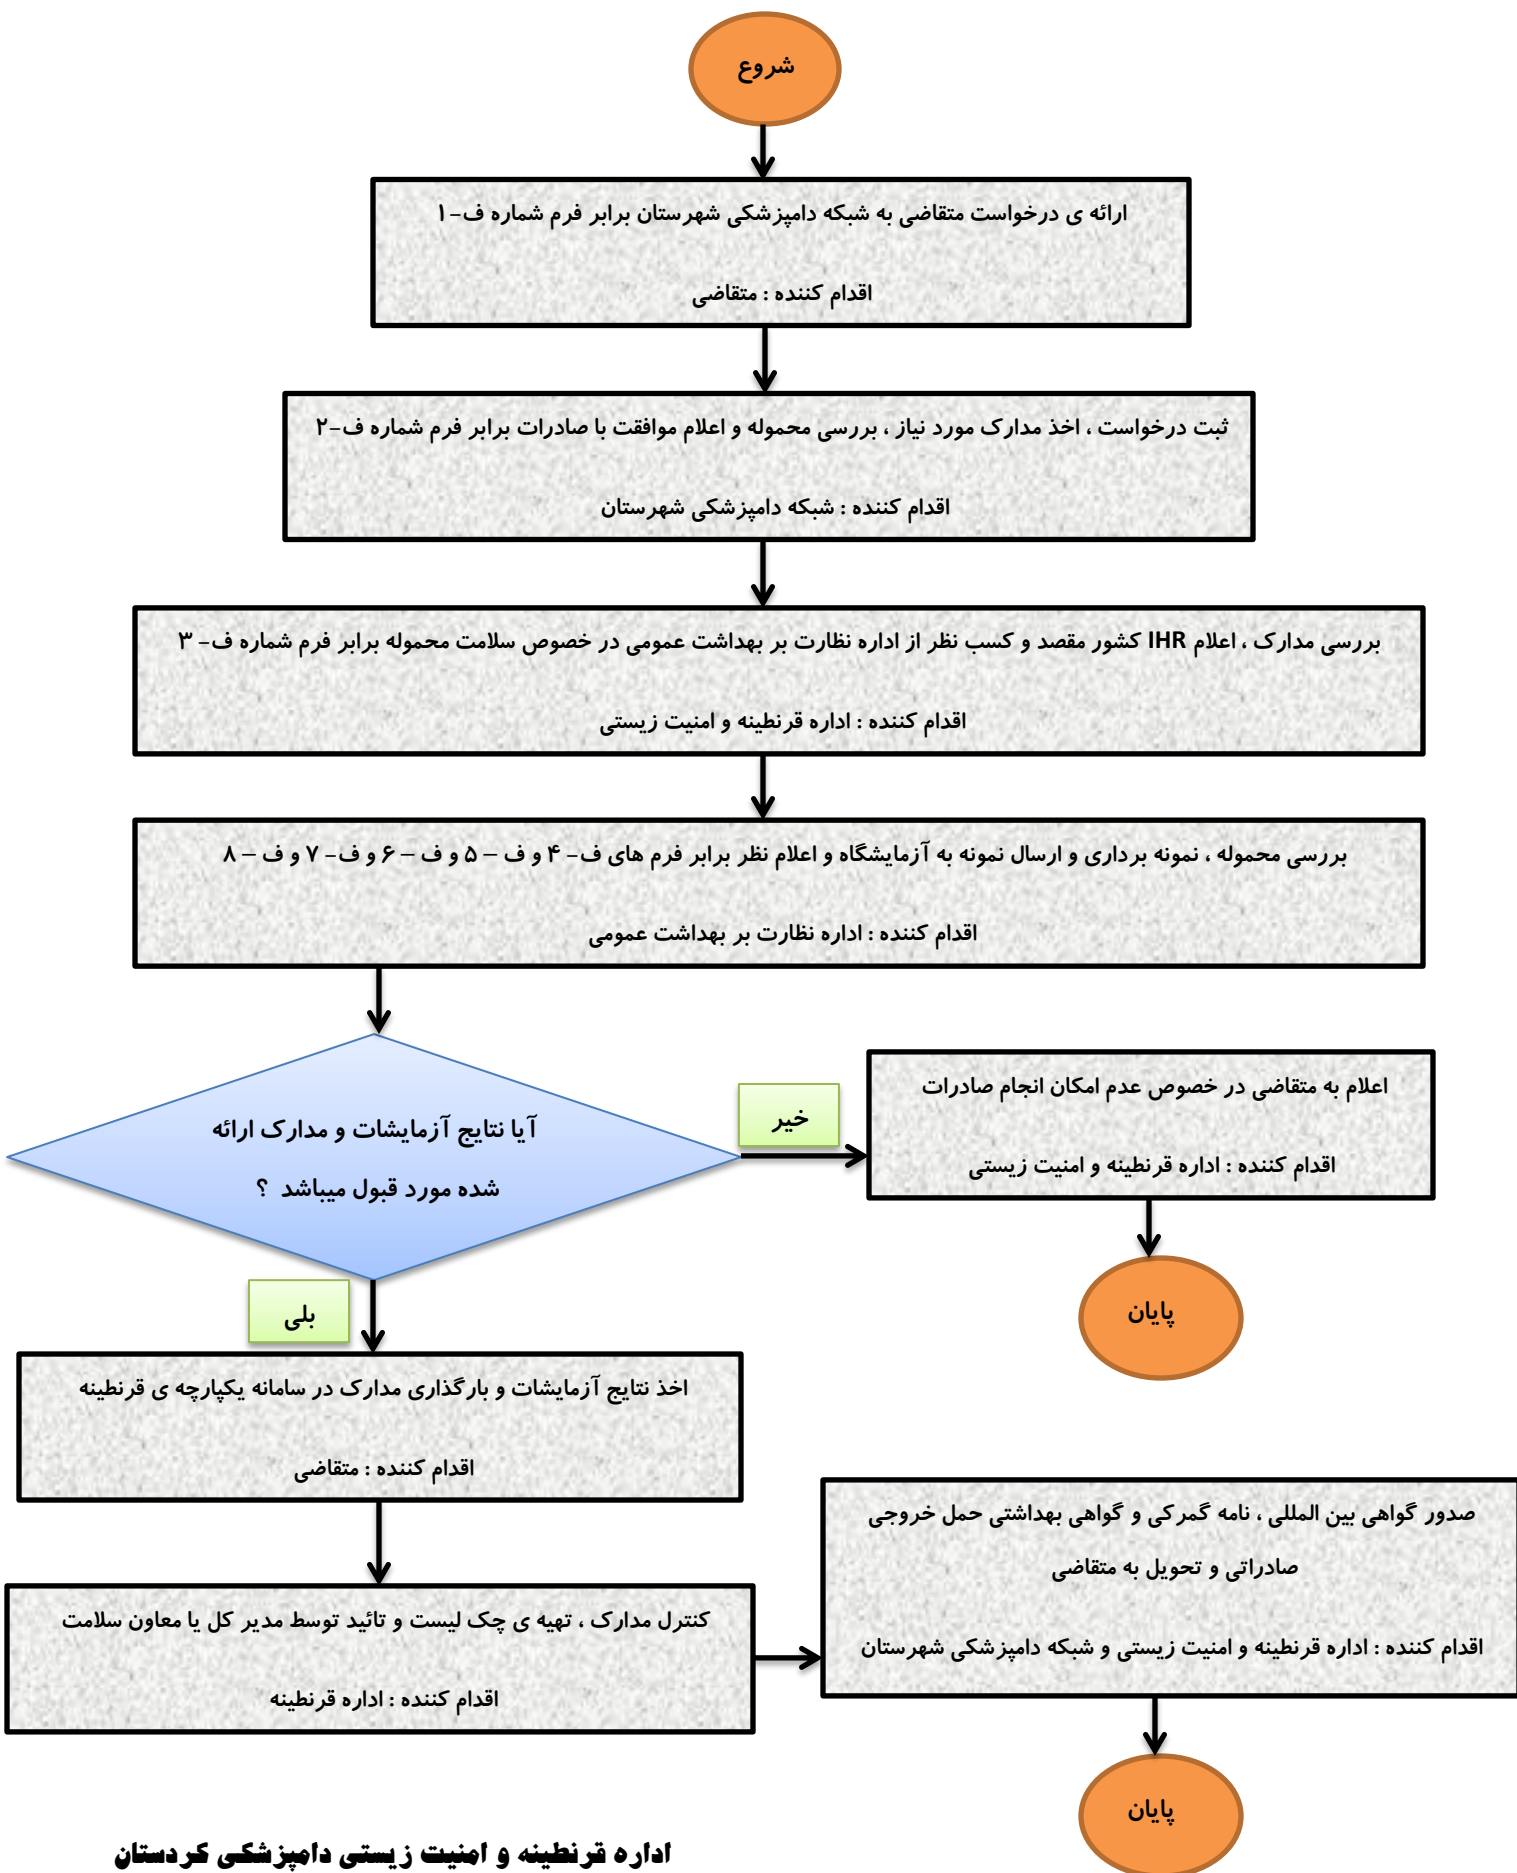 شروع
ارائه ی درخواست متقاضی به شبکه دامپزشکی شهرستان برابر فرم شماره ف-۱
اقدام کننده : متقاضی
ثبت درخواست ، اخذ مدارک مورد نیاز ، بررسی محموله و اعلام موافقت با صادرات برابر فرم شماره ف-۲
اقدام کننده : شبکه دامپزشکی شهرستان
بررسی مدارک ، اعلام IHR کشور مقصد و کسب نظر از اداره نظارت بر بهداشت عمومی در خصوص سلامت محموله برابر فرم شماره ف- ۳
اقدام کننده : اداره قرنطینه و امنیت زیستی
بررسی محموله ، نمونه برداری و ارسال نمونه به آزمایشگاه و اعلام نظر برابر فرم های ف- ۴ و ف – ۵ و ف – ۶ و ف- ۷ و ف – ۸
اقدام کننده : اداره نظارت بر بهداشت عمومی
آیا نتایج آزمایشات و مدارک ارائه
شده مورد قبول میباشد ؟
خیر
اعلام به متقاضی در خصوص عدم امکان انجام صادرات
اقدام کننده : اداره قرنطینه و امنیت زیستی
پایان
بلی
اخذ نتایج آزمایشات و بارگذاری مدارک در سامانه یکپارچه ی قرنطینه
اقدام کننده : متقاضی
کنترل مدارک ، تهیه ی چک لیست و تائید توسط مدیر کل یا معاون سلامت
اقدام کننده : اداره قرنطینه
صدور گواهی بین المللی ، نامه گمرکی و گواهی بهداشتی حمل خروجی
صادراتی و تحویل به متقاضی
اقدام کننده : اداره قرنطینه و امنیت زیستی و شبکه دامپزشکی شهرستان
پایان
اداره قرنطینه و امنیت زیستی دامپزشکی کردستان